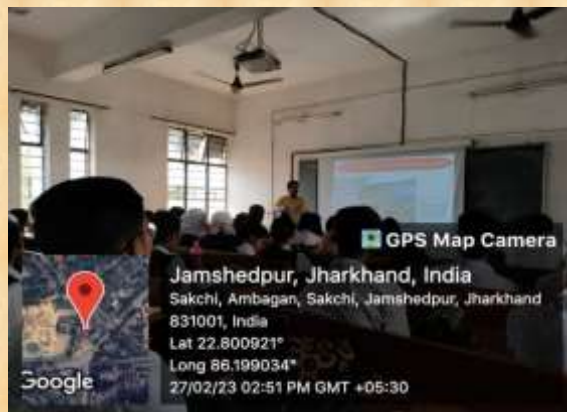 GPS Map Camera
Jamshedpur, Jharkhand, India
Sakchi, Ambagan, Sakchi, Jamshedpur, Jharkhand
831001, India
Lat 22.800921°
Long 86.199034°
27/02/23 02:51 PM GMT +05:30
Google